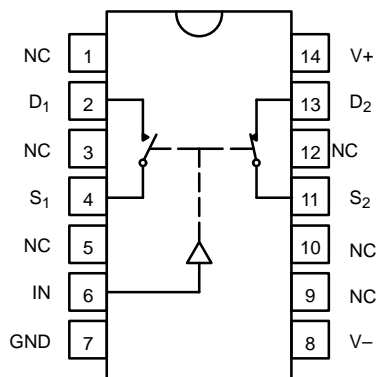 NC 1 14 V+
D₁ 2 13 D₂
NC 3 12 NC
S₁ 4 11 S₂
NC 5 10 NC
IN 6 9 NC
GND 7 8 V–